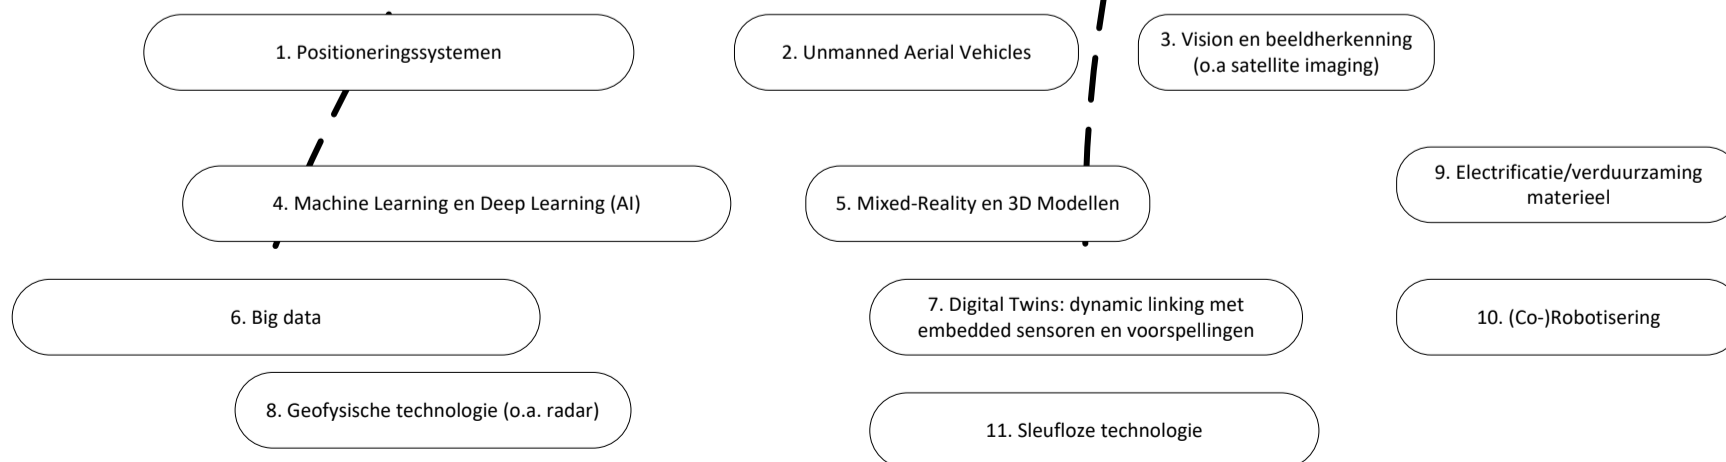 1. Positioneringssystemen
2. Unmanned Aerial Vehicles
3. Vision en beeldherkenning
(o.a satellite imaging)
4. Machine Learning en Deep Learning (AI)
5. Mixed-Reality en 3D Modellen
9. Electrificatie/verduurzaming
materieel
6. Big data
7. Digital Twins: dynamic linking met
embedded sensoren en voorspellingen
10. (Co-)Robotisering
8. Geofysische technologie (o.a. radar)
11. Sleufloze technologie